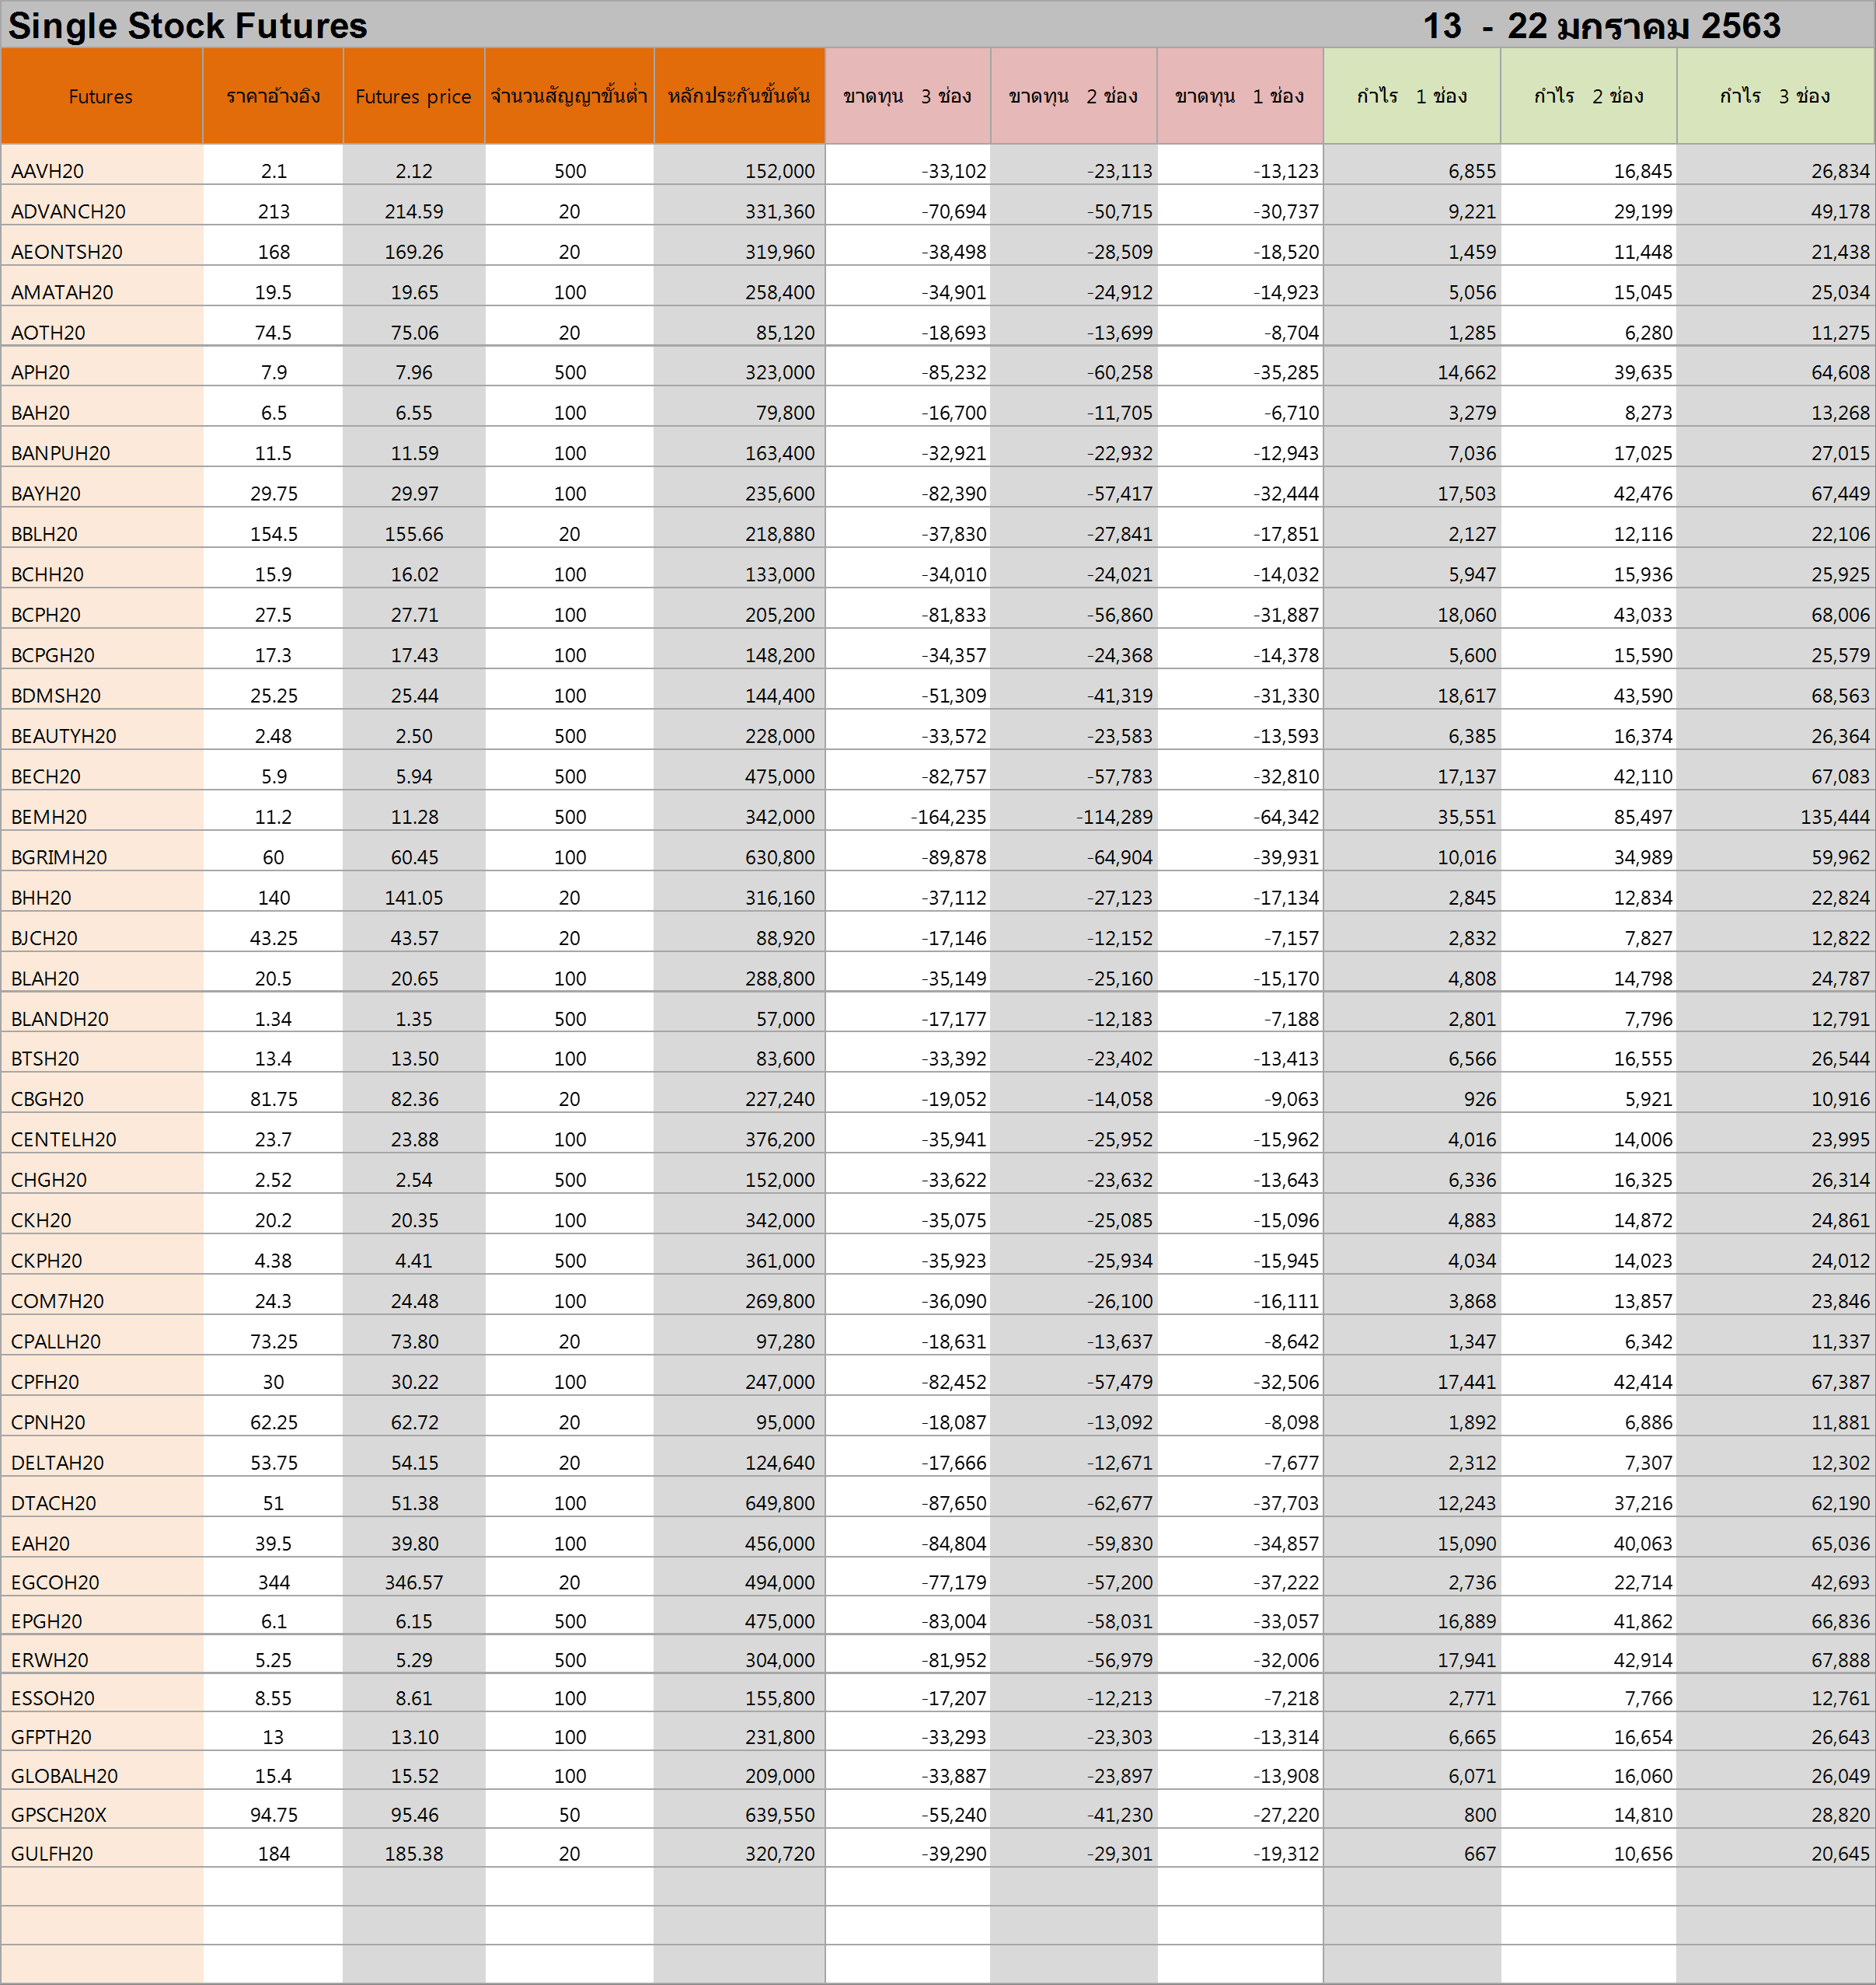 Single Stock Futures 13 - 22 มกราคม 2563
Futures ราคาอ้างอิง Futures price จำนวนสัญญาขั้นต่ำ หลักประกันขั้นต้น ขาดทุน 3 ช่อง ขาดทุน 2 ช่อง ขาดทุน 1 ช่อง กำไร 1 ช่อง กำไร 2 ช่อง กำไร 3 ช่อง
AAVH20 2.1 2.12 500 152,000 -33,102 -23,113 -13,123 6,855 16,845 26,834
ADVANCH20 213 214.59 20 331,360 -70,694 -50,715 -30,737 9,221 29,199 49,178
AEONTSH20 168 169.26 20 319,960 -38,498 -28,509 -18,520 1,459 11,448 21,438
AMATAH20 19.5 19.65 100 258,400 -34,901 -24,912 -14,923 5,056 15,045 25,034
AOTH20 74.5 75.06 20 85,120 -18,693 -13,699 -8,704 1,285 6,280 11,275
APH20 7.9 7.96 500 323,000 -85,232 -60,258 -35,285 14,662 39,635 64,608
BAH20 6.5 6.55 100 79,800 -16,700 -11,705 -6,710 3,279 8,273 13,268
BANPUH20 11.5 11.59 100 163,400 -32,921 -22,932 -12,943 7,036 17,025 27,015
BAYH20 29.75 29.97 100 235,600 -82,390 -57,417 -32,444 17,503 42,476 67,449
BBLH20 154.5 155.66 20 218,880 -37,830 -27,841 -17,851 2,127 12,116 22,106
BCHH20 15.9 16.02 100 133,000 -34,010 -24,021 -14,032 5,947 15,936 25,925
BCPH20 27.5 27.71 100 205,200 -81,833 -56,860 -31,887 18,060 43,033 68,006
BCPGH20 17.3 17.43 100 148,200 -34,357 -24,368 -14,378 5,600 15,590 25,579
BDMSH20 25.25 25.44 100 144,400 -51,309 -41,319 -31,330 18,617 43,590 68,563
BEAUTYH20 2.48 2.50 500 228,000 -33,572 -23,583 -13,593 6,385 16,374 26,364
BECH20 5.9 5.94 500 475,000 -82,757 -57,783 -32,810 17,137 42,110 67,083
BEMH20 11.2 11.28 500 342,000 -164,235 -114,289 -64,342 35,551 85,497 135,444
BGRIMH20 60 60.45 100 630,800 -89,878 -64,904 -39,931 10,016 34,989 59,962
BHH20 140 141.05 20 316,160 -37,112 -27,123 -17,134 2,845 12,834 22,824
BJCH20 43.25 43.57 20 88,920 -17,146 -12,152 -7,157 2,832 7,827 12,822
BLAH20 20.5 20.65 100 288,800 -35,149 -25,160 -15,170 4,808 14,798 24,787
BLANDH20 1.34 1.35 500 57,000 -17,177 -12,183 -7,188 2,801 7,796 12,791
BTSH20 13.4 13.50 100 83,600 -33,392 -23,402 -13,413 6,566 16,555 26,544
CBGH20 81.75 82.36 20 227,240 -19,052 -14,058 -9,063 926 5,921 10,916
CENTELH20 23.7 23.88 100 376,200 -35,941 -25,952 -15,962 4,016 14,006 23,995
CHGH20 2.52 2.54 500 152,000 -33,622 -23,632 -13,643 6,336 16,325 26,314
CKH20 20.2 20.35 100 342,000 -35,075 -25,085 -15,096 4,883 14,872 24,861
CKPH20 4.38 4.41 500 361,000 -35,923 -25,934 -15,945 4,034 14,023 24,012
COM7H20 24.3 24.48 100 269,800 -36,090 -26,100 -16,111 3,868 13,857 23,846
CPALLH20 73.25 73.80 20 97,280 -18,631 -13,637 -8,642 1,347 6,342 11,337
CPFH20 30 30.22 100 247,000 -82,452 -57,479 -32,506 17,441 42,414 67,387
CPNH20 62.25 62.72 20 95,000 -18,087 -13,092 -8,098 1,892 6,886 11,881
DELTAH20 53.75 54.15 20 124,640 -17,666 -12,671 -7,677 2,312 7,307 12,302
DTACH20 51 51.38 100 649,800 -87,650 -62,677 -37,703 12,243 37,216 62,190
EAH20 39.5 39.80 100 456,000 -84,804 -59,830 -34,857 15,090 40,063 65,036
EGCOH20 344 346.57 20 494,000 -77,179 -57,200 -37,222 2,736 22,714 42,693
EPGH20 6.1 6.15 500 475,000 -83,004 -58,031 -33,057 16,889 41,862 66,836
ERWH20 5.25 5.29 500 304,000 -81,952 -56,979 -32,006 17,941 42,914 67,888
ESSOH20 8.55 8.61 100 155,800 -17,207 -12,213 -7,218 2,771 7,766 12,761
GFPTH20 13 13.10 100 231,800 -33,293 -23,303 -13,314 6,665 16,654 26,643
GLOBALH20 15.4 15.52 100 209,000 -33,887 -23,897 -13,908 6,071 16,060 26,049
GPSCH20X 94.75 95.46 50 639,550 -55,240 -41,230 -27,220 800 14,810 28,820
GULFH20 184 185.38 20 320,720 -39,290 -29,301 -19,312 667 10,656 20,645